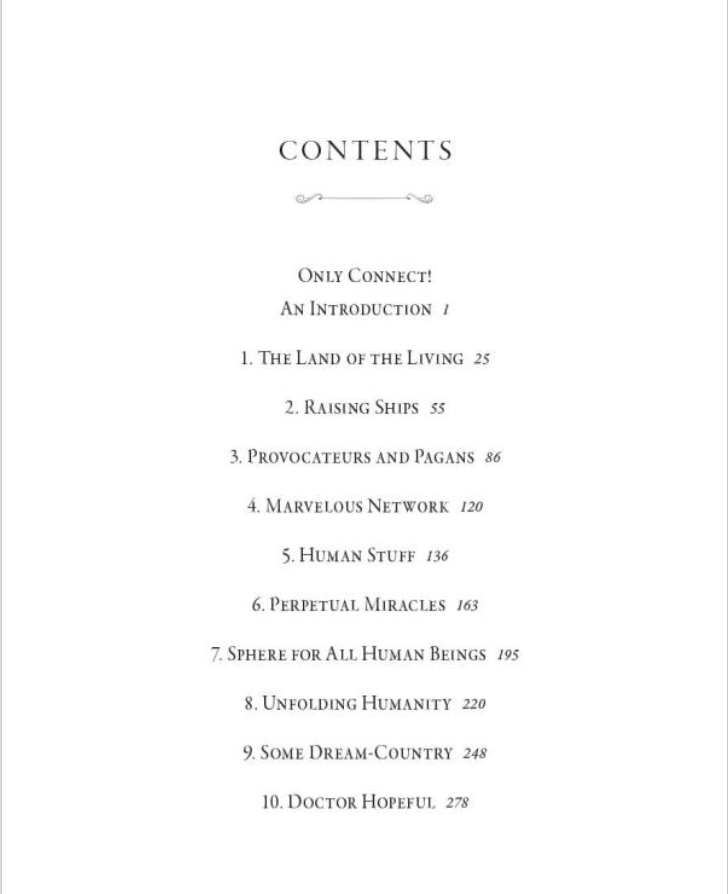 CONTENTS
ONLY CONNECT!
AN INTRODUCTION 1
1. THE LAND OF THE LIVING 25
2. RAISING SHIPS 55
3. PROVOCATEURS AND PAGANS 86
4. MARVELOUS NETWORK 120
5. HUMAN STUFF 136
6. PERPETUAL MIRACLES 163
7. SPHERE FOR ALL HUMAN BEINGS 195
8. UNFOLDING HUMANITY 220
9. SOME DREAM-COUNTRY 248
10. DOCTOR HOPEFUL 278